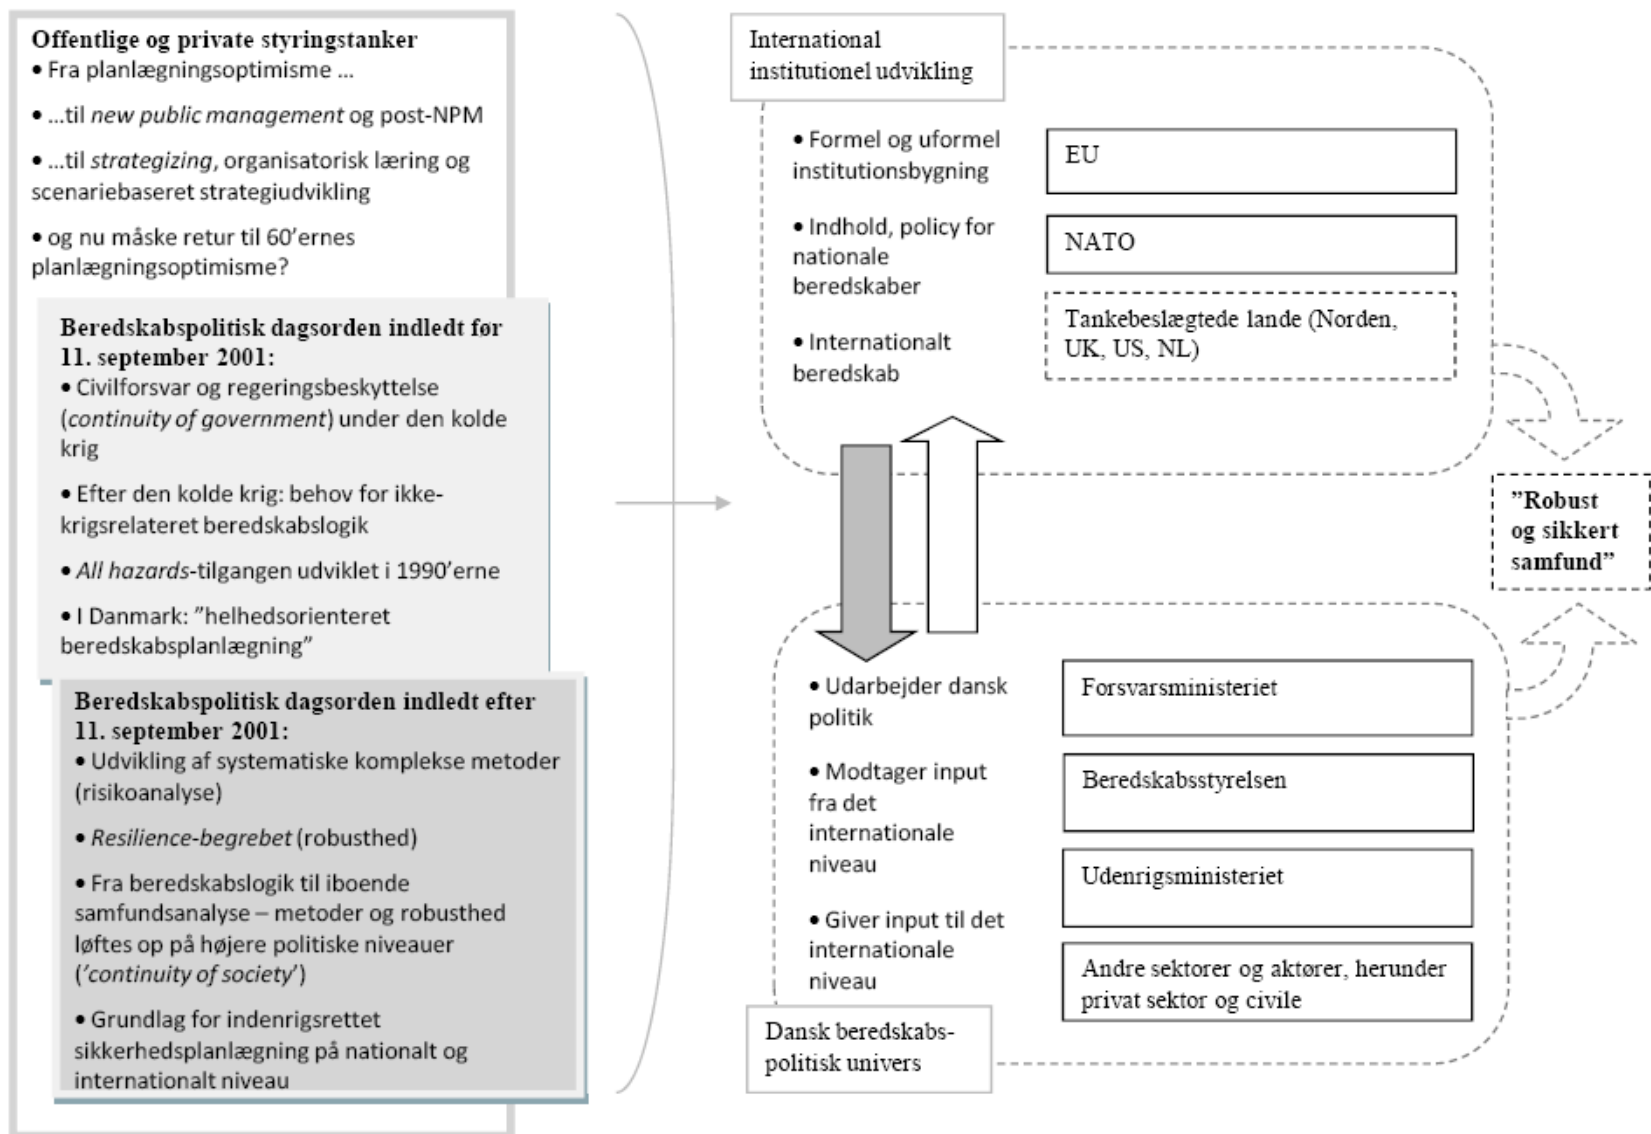 Offentlige og private styringstanker
• Fra planlægningsoptimisme ...
• ...til new public management og post-NPM
• ...til strategizing, organisatorisk læring og
scenariebaseret strategiudvikling
• og nu måske retur til 60'ernes
planlægningsoptimisme?
Beredskabspolitisk dagsorden indledt før
11. september 2001:
• Civilforsvar og regeringsbeskyttelse
(continuity of government) under den kolde
krig
• Efter den kolde krig: behov for ikke-
krigsrelateret beredskabslogik
• All hazards-tilgangen udviklet i 1990'erne
• I Danmark: ”helhedsorienteret
beredskabsplanlægning”
Beredskabspolitisk dagsorden indledt efter
11. september 2001:
• Udvikling af systematiske komplekse metoder
(risikoanalyse)
• Resilience-begrebet (robusthed)
• Fra beredskabslogik til iboende
samfundsanalyse – metoder og robusthed
løftes op på højere politiske niveauer
('continuity of society')
• Grundlag for indenrigsrettet
sikkerhedsplanlægning på nationalt og
internationalt niveau
International
institutionel udvikling
• Formel og uformel
institutionsbygning
• Indhold, policy for
nationale
beredskaber
• Internationalt
beredskab
EU
NATO
Tankebeslægtede lande (Norden,
UK, US, NL)
”Robust
og sikkert
samfund”
• Udarbejder dansk
politik
• Modtager input
fra det
internationale
niveau
• Giver input til det
internationale
niveau
Forsvarsministeriet
Beredskabsstyrelsen
Udenrigsministeriet
Andre sektorer og aktører, herunder
privat sektor og civile
Dansk beredskabs-
politisk univers